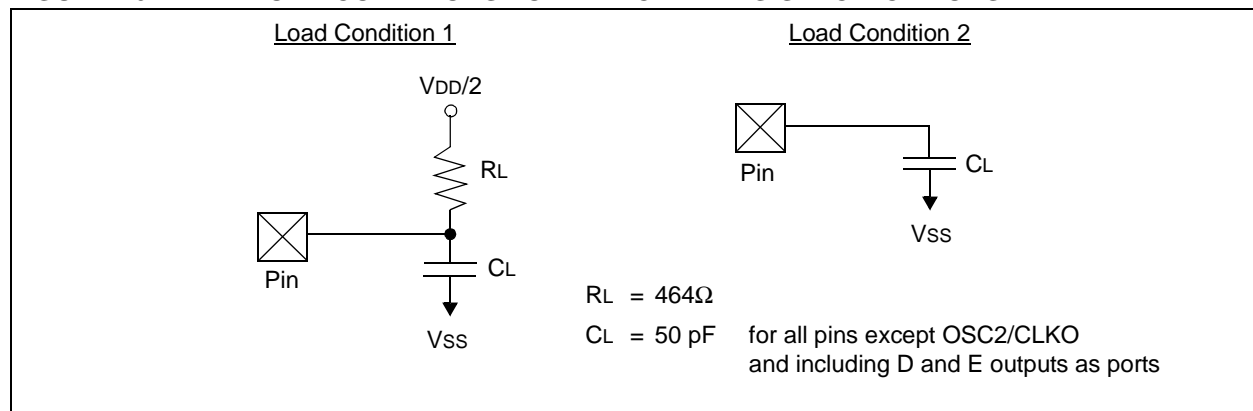 Load Condition 1
Load Condition 2
VDD/2
RL
Pin
CL
VSS
Pin
CL
VSS
RL = 464Ω
CL = 50 pF for all pins except OSC2/CLKO
and including D and E outputs as ports